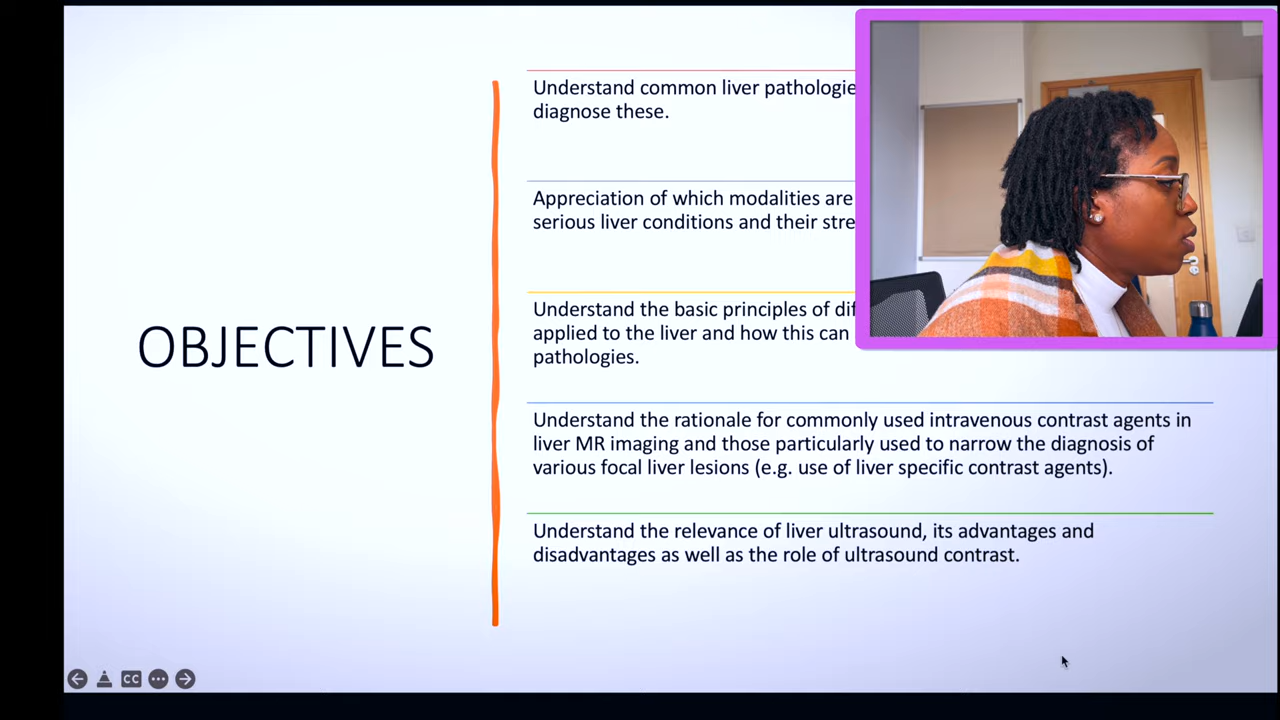 OBJECTIVES
Understand common liver pathologie
diagnose these.
Appreciation of which modalities are
serious liver conditions and their stre
Understand the basic principles of dif
applied to the liver and how this can
pathologies.
Understand the rationale for commonly used intravenous contrast agents in
liver MR imaging and those particularly used to narrow the diagnosis of
various focal liver lesions (e.g. use of liver specific contrast agents).
Understand the relevance of liver ultrasound, its advantages and
disadvantages as well as the role of ultrasound contrast.
CC